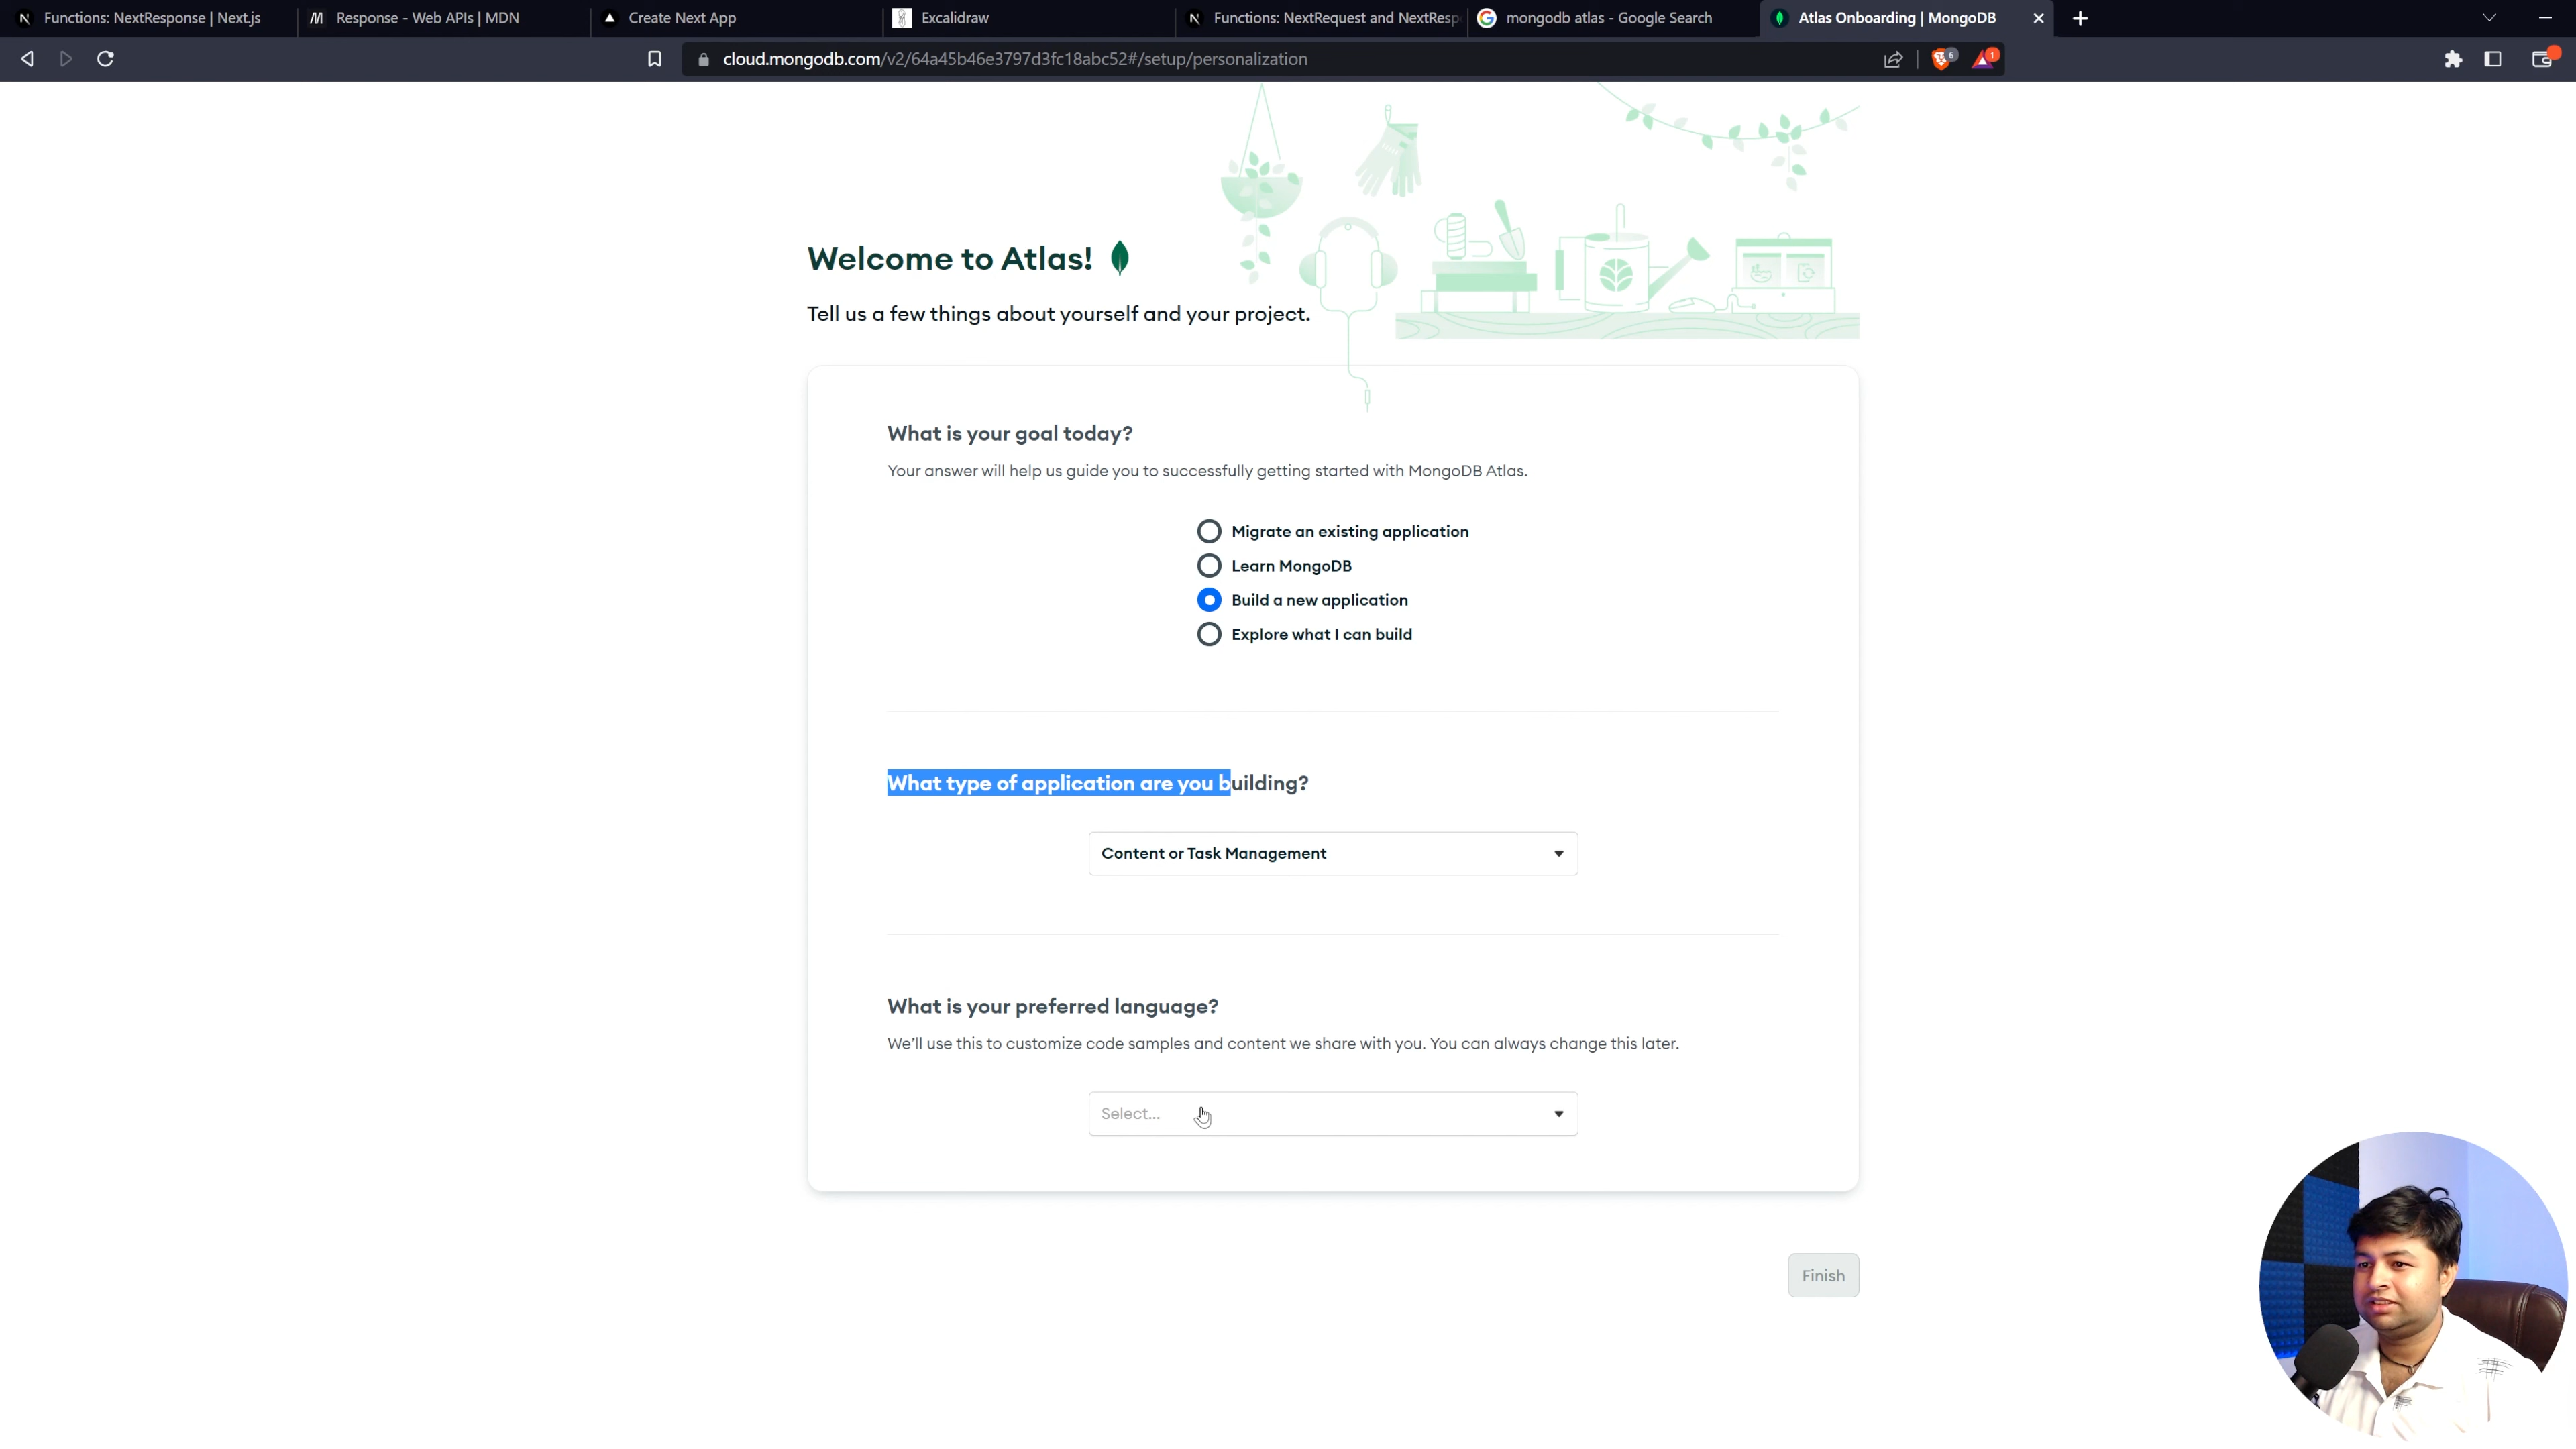 Functions: NextResponse | Next.js
Response - Web APIs | MDN
Create Next App
Excalidraw
Functions: NextRequest and NextResp
mongodb atlas - Google Search
Atlas Onboarding | MongoDB
cloud.mongodb.com/v2/64a45b46e3797d3fc18abc52#/setup/personalization
6
1
Welcome to Atlas!
Tell us a few things about yourself and your project.
What is your goal today?
Your answer will help us guide you to successfully getting started with MongoDB Atlas.
Migrate an existing application
Learn MongoDB
Build a new application
Explore what I can build
What type of application are you building?
Content or Task Management
What is your preferred language?
We'll use this to customize code samples and content we share with you. You can always change this later.
Select...
Finish